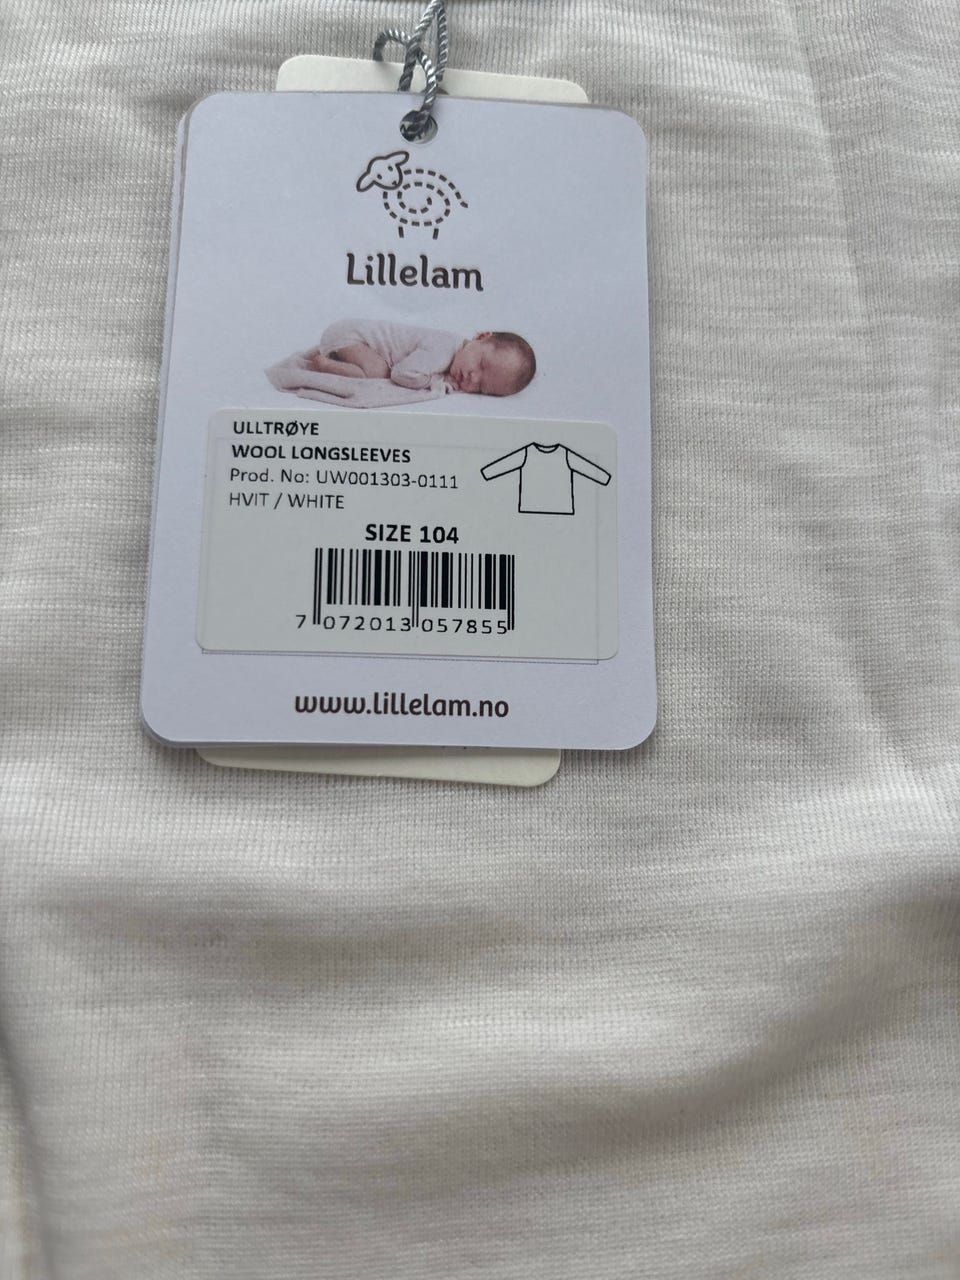 Lillelam
ULLTRØYE
WOOL LONGSLEEVES
Prod. No: UW001303-0111
HVIT / WHITE
SIZE 104
7 072013 057855
www.lillelam.no